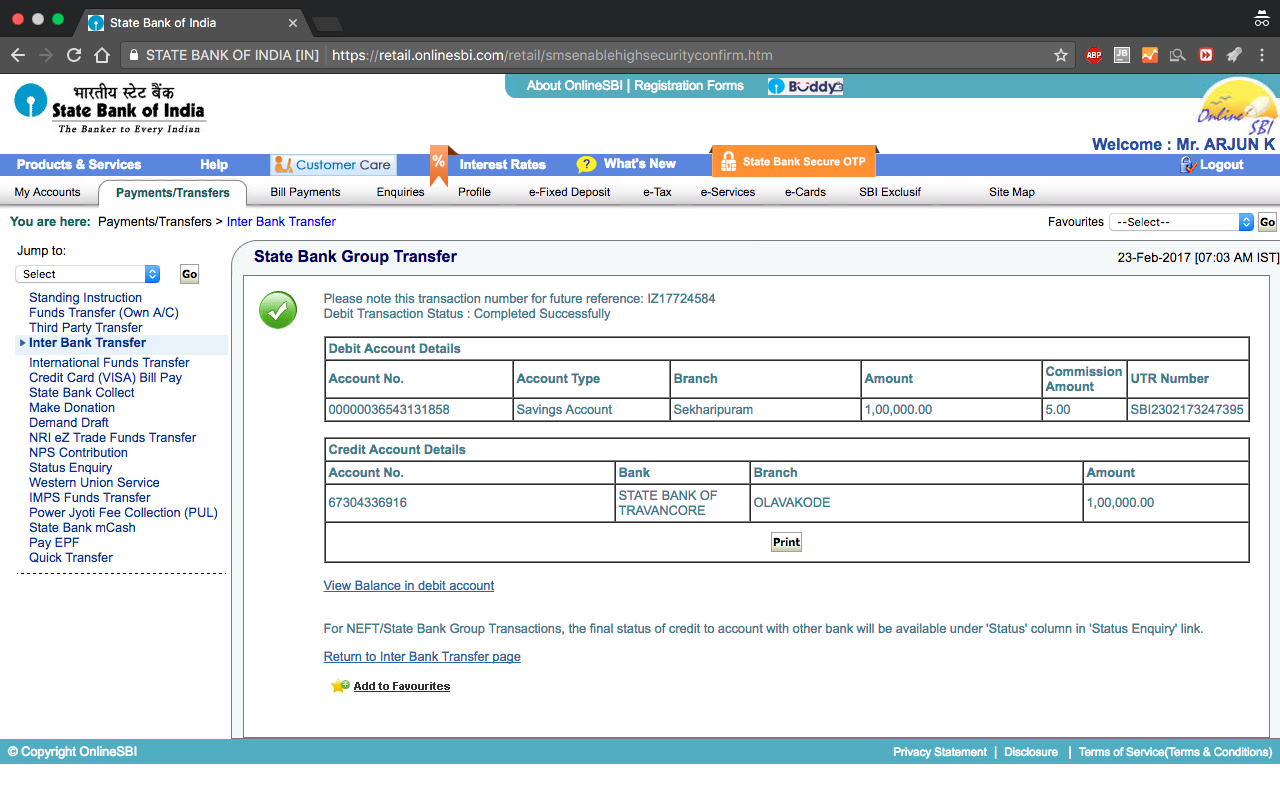 State Bank of India
STATE BANK OF INDIA [IN] https://retail.onlinesbi.com/retail/smsenablehighsecurityconfirm.htm
ABP
JB
About OnlineSBI | Registration Forms
Buddy
भारतीय स्टेट बैंक
State Bank of India
The Banker to Every Indian
Online SBI
Welcome : Mr. ARJUN K
Products & Services Help Customer Care % Interest Rates ? What's New State Bank Secure OTP Logout
My Accounts Payments/Transfers Bill Payments Enquiries Profile e-Fixed Deposit e-Tax e-Services e-Cards SBI Exclusif Site Map
You are here: Payments/Transfers > Inter Bank Transfer
Favourites --Select-- Go
Jump to:
Select Go
Standing Instruction
Funds Transfer (Own A/C)
Third Party Transfer
Inter Bank Transfer
International Funds Transfer
Credit Card (VISA) Bill Pay
State Bank Collect
Make Donation
Demand Draft
NRI eZ Trade Funds Transfer
NPS Contribution
Status Enquiry
Western Union Service
IMPS Funds Transfer
Power Jyoti Fee Collection (PUL)
State Bank mCash
Pay EPF
Quick Transfer
State Bank Group Transfer
23-Feb-2017 [07:03 AM IST]
Please note this transaction number for future reference: IZ17724584
Debit Transaction Status : Completed Successfully
Debit Account Details
Account No. Account Type Branch Amount Commission Amount UTR Number
00000036543131858 Savings Account Sekharipuram 1,00,000.00 5.00 SBI2302173247395
Credit Account Details
Account No. Bank Branch Amount
67304336916 STATE BANK OF TRAVANCORE OLAVAKODE 1,00,000.00
Print
View Balance in debit account
For NEFT/State Bank Group Transactions, the final status of credit to account with other bank will be available under 'Status' column in 'Status Enquiry' link.
Return to Inter Bank Transfer page
Add to Favourites
© Copyright OnlineSBI
Privacy Statement | Disclosure | Terms of Service(Terms & Conditions)